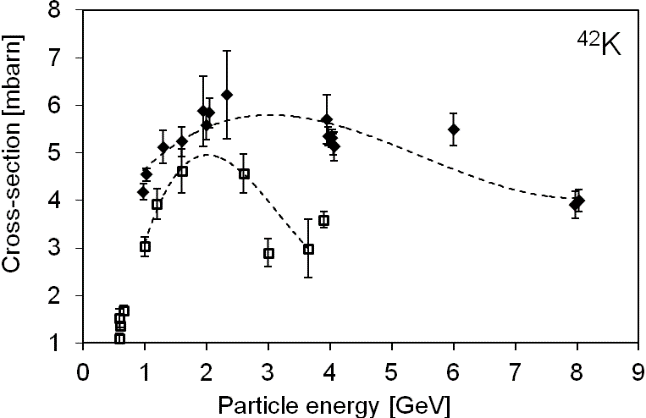 8
7
6
5
4
3
2
1
0 1 2 3 4 5 6 7 8 9
Cross-section [mbarn]
Particle energy [GeV]
⁴²K